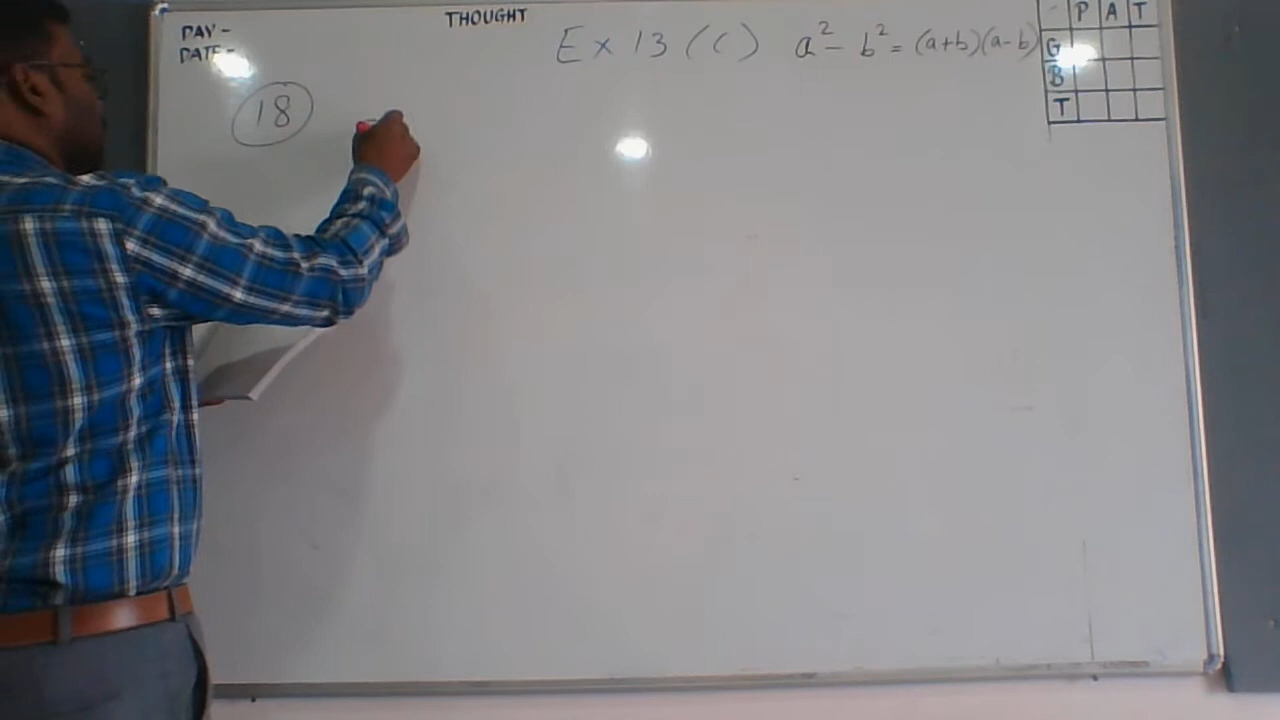 DAY -
DATE -
THOUGHT
Ex 13 (C) a² - b² = (a+b)(a-b)
P A T
G
B
T
18